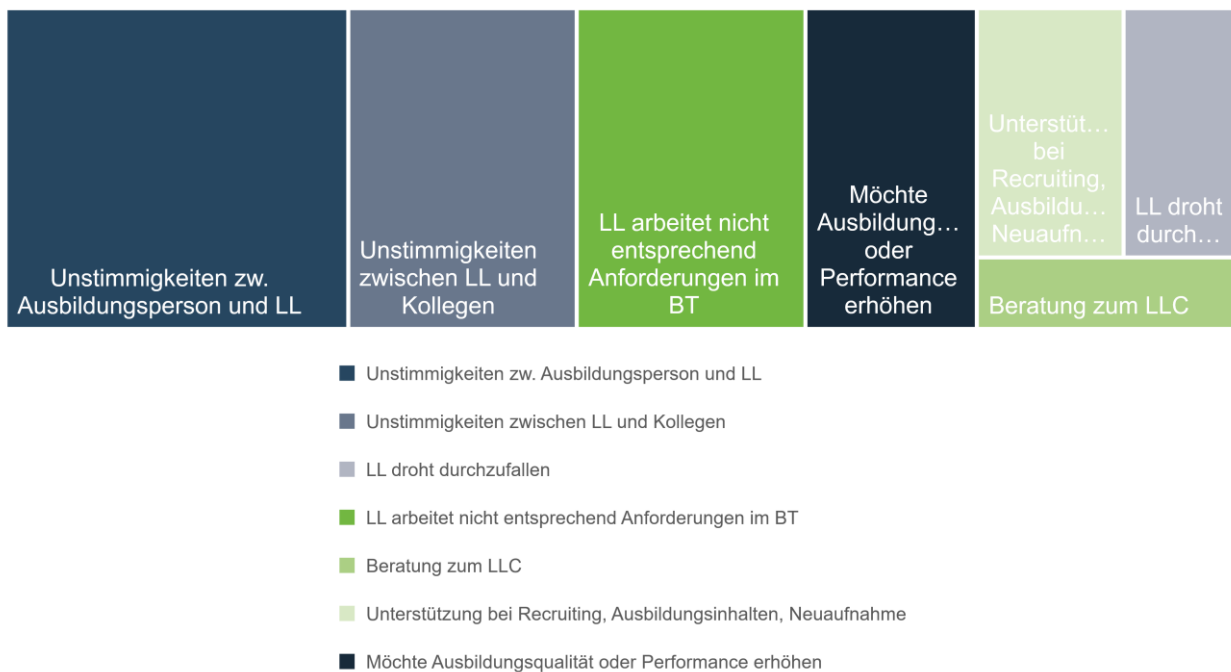 Unstimmigkeiten zw.
Ausbildungsperson und LL
Unstimmigkeiten
zwischen LL und
Kollegen
LL arbeitet nicht
entsprechend
Anforderungen im
BT
Möchte
Ausbildung…
oder
Performance
erhöhen
Unterstüt…
bei
Recruiting,
Ausbildu…
Neuaufn…
LL droht
durch…
Beratung zum LLC
Unstimmigkeiten zw. Ausbildungsperson und LL
Unstimmigkeiten zwischen LL und Kollegen
LL droht durchzufallen
LL arbeitet nicht entsprechend Anforderungen im BT
Beratung zum LLC
Unterstützung bei Recruiting, Ausbildungsinhalten, Neuaufnahme
Möchte Ausbildungsqualität oder Performance erhöhen